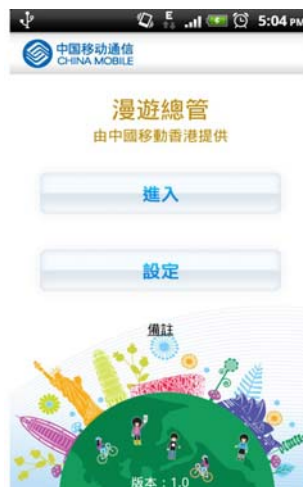 E
5:04 PM
中国移动通信
CHINA MOBILE
漫遊總管
由中國移動香港提供
進入
設定
備註
版本：1.0